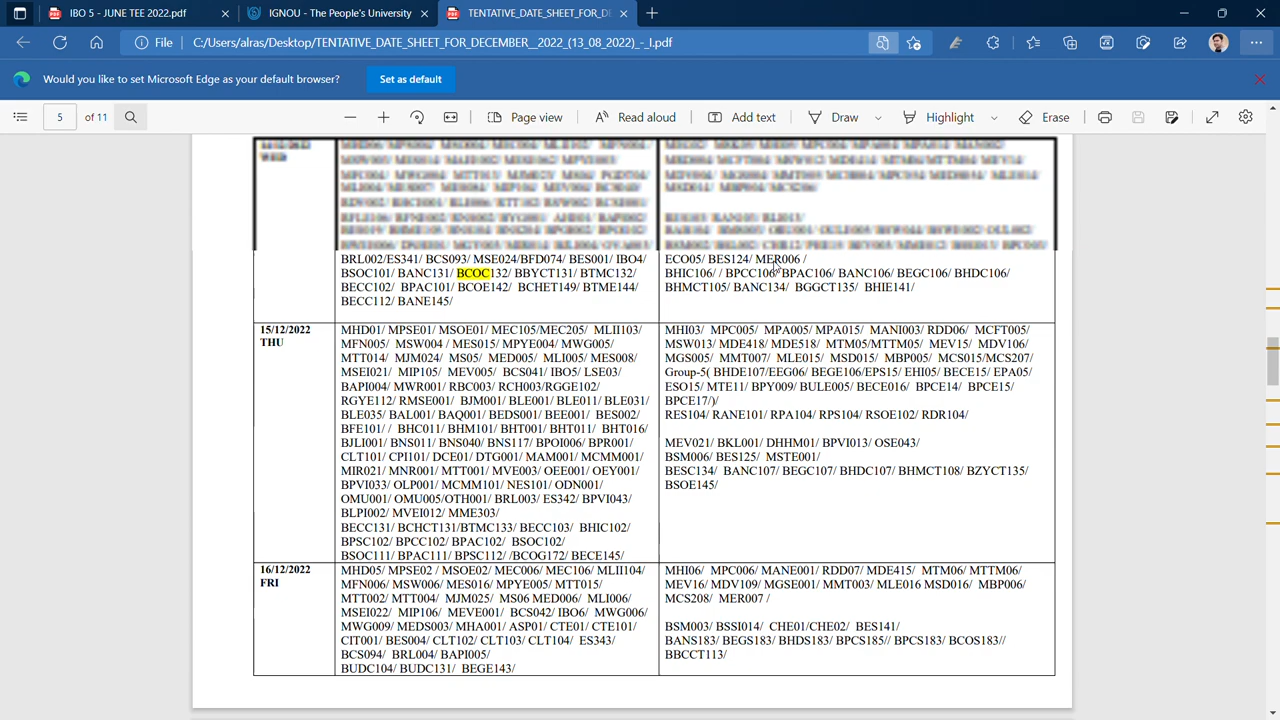 IBO 5 - JUNE TEE 2022.pdf
IGNOU - The People's University
TENTATIVE_DATE_SHEET_FOR_DE
File C:/Users/alras/Desktop/TENTATIVE_DATE_SHEET_FOR_DECEMBER__2022_(13_08_2022)_-_I.pdf
Would you like to set Microsoft Edge as your default browser? Set as default
5 of 11 Page view Read aloud Add text Draw Highlight Erase
BRL002/ES341/ BCS093/ MSE024/BFD074/ BES001/ IBO4/
BSOC101/ BANC131/ BCOC132/ BBYCT131/ BTMC132/
BECC102/ BPAC101/ BCOE142/ BCHET149/ BTME144/
BECC112/ BANE145/
ECO05/ BES124/ MER006 /
BHIC106/ / BPCC106 BPAC106/ BANC106/ BEGC106/ BHDC106/
BHMCT105/ BANC134/ BGGCT135/ BHIE141/
15/12/2022
THU
MHD01/ MPSE01/ MSOE01/ MEC105/MEC205/ MLII103/
MFN005/ MSW004 / MES015/ MPYE004/ MWG005/
MTT014/ MJM024/ MS05/ MED005/ MLI005/ MES008/
MSEI021/ MIP105/ MEV005/ BCS041/ IBO5/ LSE03/
BAPI004/ MWR001/ RBC003/ RCH003/RGGE102/
RGYE112/ RMSE001/ BJM001/ BLE001/ BLE011/ BLE031/
BLE035/ BAL001/ BAQ001/ BEDS001/ BEE001/ BES002/
BFE101/ / BHC011/ BHM101/ BHT001/ BHT011/ BHT016/
BJLI001/ BNS011/ BNS040/ BNS117/ BPOI006/ BPR001/
CLT101/ CPI101/ DCE01/ DTG001/ MAM001/ MCMM001/
MIR021/ MNR001/ MTT001/ MVE003/ OEE001/ OEY001/
BPVI033/ OLP001/ MCMM101/ NES101/ ODN001/
OMU001/ OMU005/OTH001/ BRL003/ ES342/ BPVI043/
BLPI002/ MVEI012/ MME303/
BECC131/ BCHCT131/BTMC133/ BECC103/ BHIC102/
BPSC102/ BPCC102/ BPAC102/ BSOC102/
BSOC111/ BPAC111/ BPSC112/ /BCOG172/ BECE145/
MHI03/ MPC005/ MPA005/ MPA015/ MANI003/ RDD06/ MCFT005/
MSW013/ MDE418/ MDE518/ MTM05/MTTM05/ MEV15/ MDV106/
MGS005/ MMT007/ MLE015/ MSD015/ MBP005/ MCS015/MCS207/
Group-5( BHDE107/EEG06/ BEGE106/EPS15/ EHI05/ BECE15/ EPA05/
ESO15/ MTE11/ BPY009/ BULE005/ BECE016/ BPCE14/ BPCE15/
BPCE17/)/
RES104/ RANE101/ RPA104/ RPS104/ RSOE102/ RDR104/
MEV021/ BKL001/ DHHM01/ BPVI013/ OSE043/
BSM006/ BES125/ MSTE001/
BESC134/ BANC107/ BEGC107/ BHDC107/ BHMCT108/ BZYCT135/
BSOE145/
16/12/2022
FRI
MHD05/ MPSE02 / MSOE02/ MEC006/ MEC106/ MLII104/
MFN006/ MSW006/ MES016/ MPYE005/ MTT015/
MTT002/ MTT004/ MJM025/ MS06 MED006/ MLI006/
MSEI022/ MIP106/ MEVE001/ BCS042/ IBO6/ MWG006/
MWG009/ MEDS003/ MHA001/ ASP01/ CTE01/ CTE101/
CIT001/ BES004/ CLT102/ CLT103/ CLT104/ ES343/
BCS094/ BRL004/ BAPI005/
BUDC104/ BUDC131/ BEGE143/
MHI06/ MPC006/ MANE001/ RDD07/ MDE415/ MTM06/ MTTM06/
MEV16/ MDV109/ MGSE001/ MMT003/ MLE016 MSD016/ MBP006/
MCS208/ MER007 /
BSM003/ BSSI014/ CHE01/CHE02/ BES141/
BANS183/ BEGS183/ BHDS183/ BPCS185// BPCS183/ BCOS183//
BBCCT113/